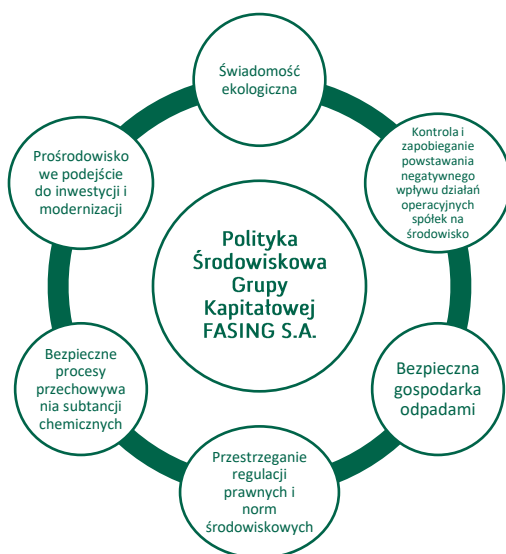 Świadomość
ekologiczna
Kontrola i
zapobieganie
powstawania
negatywnego
wpływu działań
operacyjnych
spółek na
środowisko
Bezpieczna
gospodarka
odpadami
Przestrzeganie
regulacji
prawnych i
norm
środowiskowych
Bezpieczne
procesy
przechowywa
nia subtancji
chemicznych
Prośrodowisko
we podejście
do inwestycji i
modernizacji
Polityka
Środowiskowa
Grupy
Kapitałowej
FASING S.A.